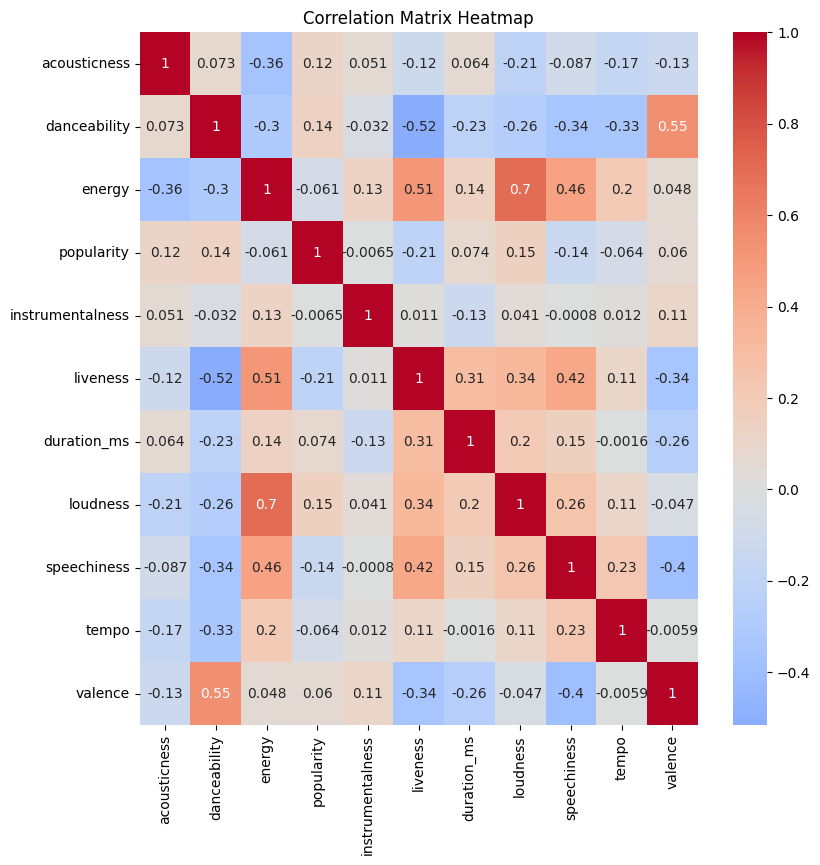 Correlation Matrix Heatmap
acousticness 1 0.073 -0.36 0.12 0.051 -0.12 0.064 -0.21 -0.087 -0.17 -0.13
danceability 0.073 1 -0.3 0.14 -0.032 -0.52 -0.23 -0.26 -0.34 -0.33 0.55
energy -0.36 -0.3 1 -0.061 0.13 0.51 0.14 0.7 0.46 0.2 0.048
popularity 0.12 0.14 -0.061 1 -0.0065 -0.21 0.074 0.15 -0.14 -0.064 0.06
instrumentalness 0.051 -0.032 0.13 -0.0065 1 0.011 -0.13 0.041 -0.0008 0.012 0.11
liveness -0.12 -0.52 0.51 -0.21 0.011 1 0.31 0.34 0.42 0.11 -0.34
duration_ms 0.064 -0.23 0.14 0.074 -0.13 0.31 1 0.2 0.15 -0.0016 -0.26
loudness -0.21 -0.26 0.7 0.15 0.041 0.34 0.2 1 0.26 0.11 -0.047
speechiness -0.087 -0.34 0.46 -0.14 -0.0008 0.42 0.15 0.26 1 0.23 -0.4
tempo -0.17 -0.33 0.2 -0.064 0.012 0.11 -0.0016 0.11 0.23 1 -0.0059
valence -0.13 0.55 0.048 0.06 0.11 -0.34 -0.26 -0.047 -0.4 -0.0059 1
acousticness
danceability
energy
popularity
instrumentalness
liveness
duration_ms
loudness
speechiness
tempo
valence
1.0
0.8
0.6
0.4
0.2
0.0
−0.2
−0.4